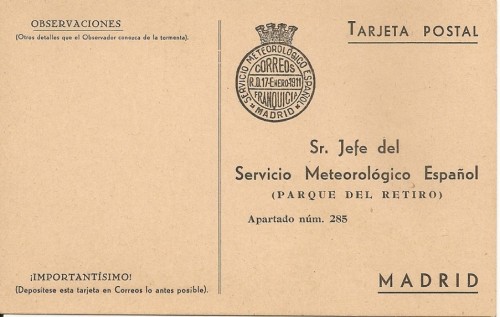 OBSERVACIONES
(Otros detalles que el Observador conozca de la tormenta).
¡IMPORTANTÍSIMO!
(Deposítese esta tarjeta en Correos lo antes posible).
TARJETA POSTAL
SERVICIO METEOROLÓGICO ESPAÑOL
MADRID
CORREOS
R.D. 17-ENERO-1911
FRANQUICIA
Sr. Jefe del
Servicio Meteorológico Español
(PARQUE DEL RETIRO)
Apartado núm. 285
MADRID